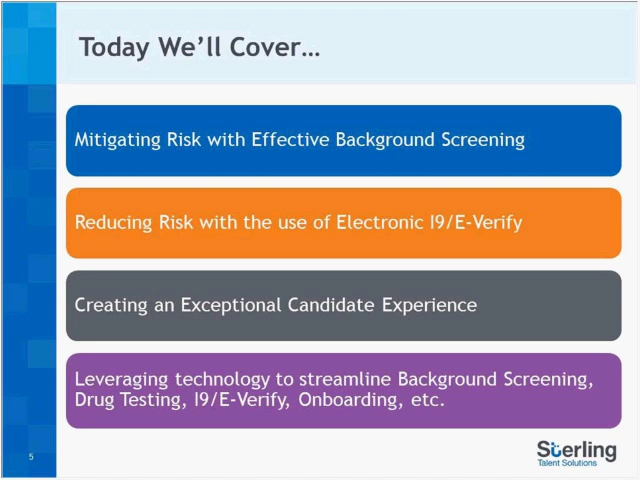 Today We'll Cover…
Mitigating Risk with Effective Background Screening
Reducing Risk with the use of Electronic I9/E-Verify
Creating an Exceptional Candidate Experience
Leveraging technology to streamline Background Screening,
Drug Testing, I9/E-Verify, Onboarding, etc.
5
Sterling
Talent Solutions